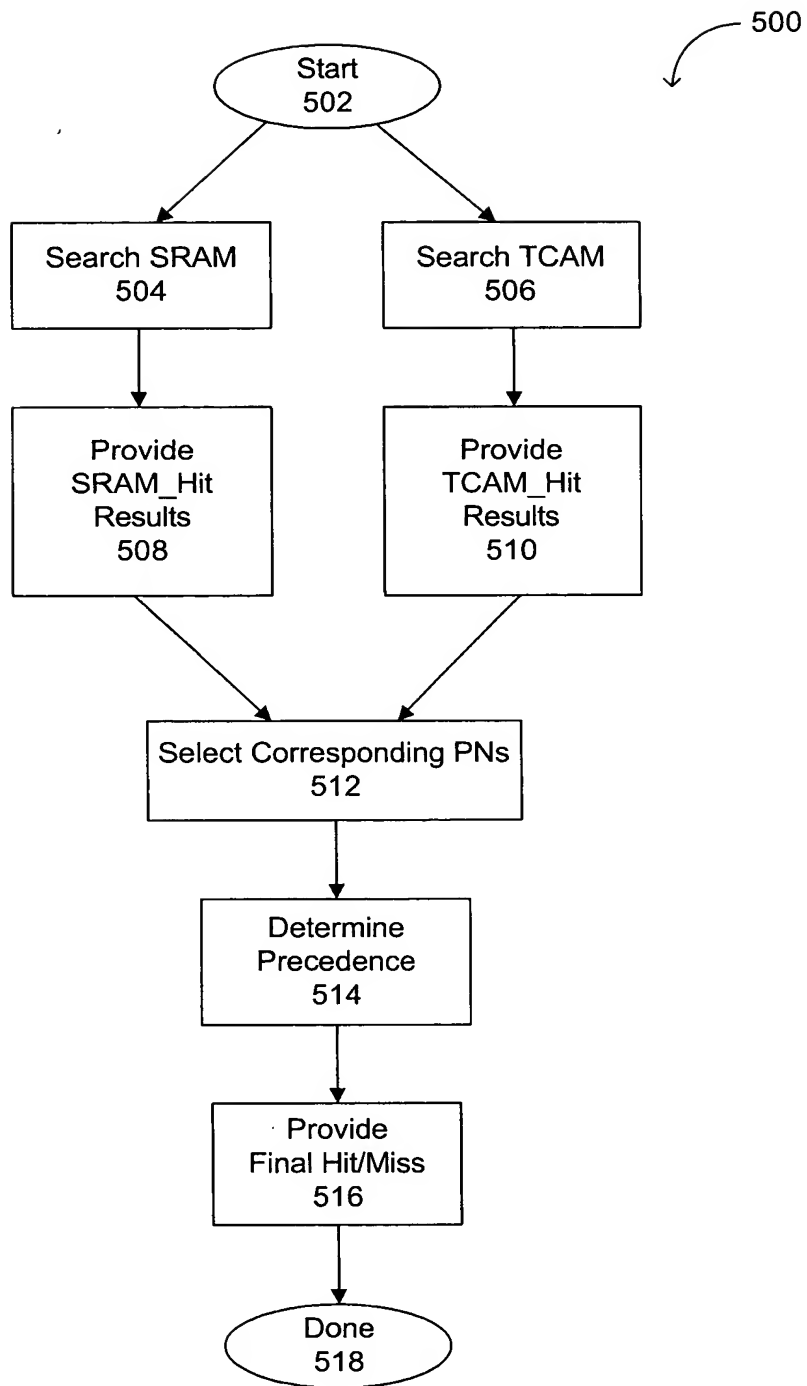 500
Start
502
Search SRAM
504
Search TCAM
506
Provide
SRAM_Hit
Results
508
Provide
TCAM_Hit
Results
510
Select Corresponding PNs
512
Determine
Precedence
514
Provide
Final Hit/Miss
516
Done
518